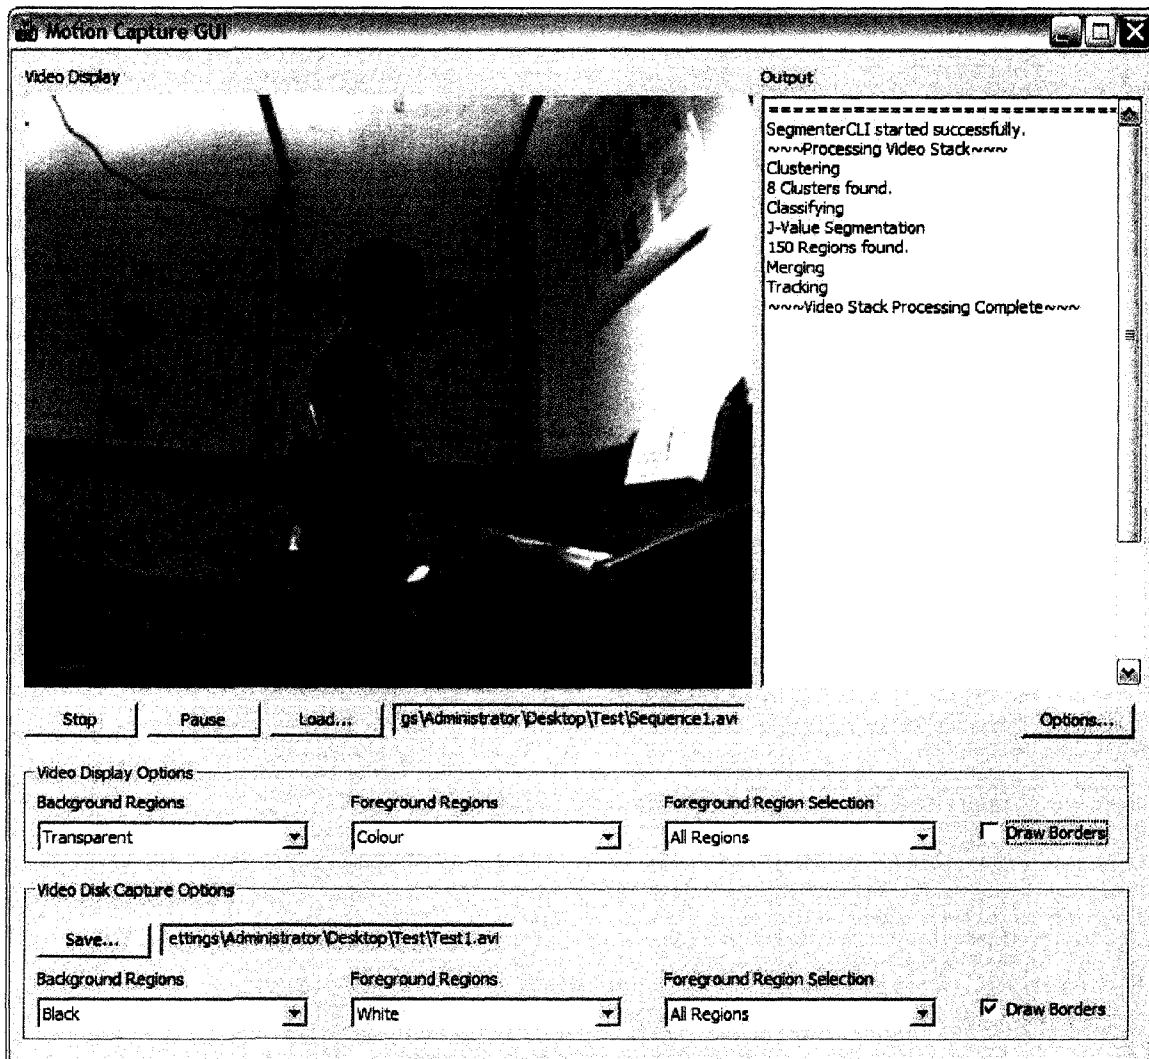 Motion Capture GUI
Video Display
Output
==============================
SegmenterCLI started successfully.
~~~Processing Video Stack~~~
Clustering
8 Clusters found.
Classifying
J-Value Segmentation
150 Regions found.
Merging
Tracking
~~~Video Stack Processing Complete~~~
Stop
Pause
Load...
gs\Administrator\Desktop\Test\Sequence1.avi
Options...
Video Display Options
Background Regions
Foreground Regions
Foreground Region Selection
Transparent
Colour
All Regions
Draw Borders
Video Disk Capture Options
Save...
ettings\Administrator\Desktop\Test\Test1.avi
Background Regions
Foreground Regions
Foreground Region Selection
Black
White
All Regions
Draw Borders